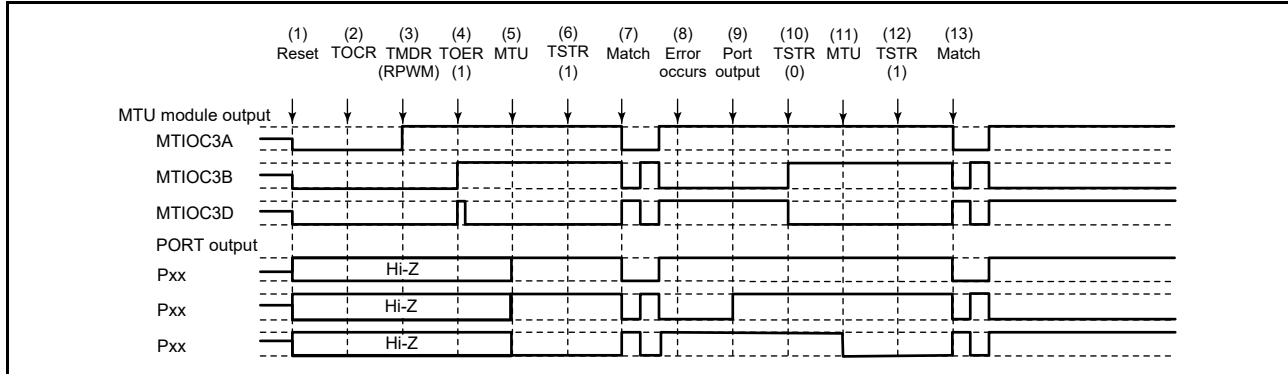 (1) (2) (3) (4) (5) (6) (7) (8) (9) (10) (11) (12) (13)
Reset TOCR TMDR TOER MTU TSTR Match Error Port TSTR MTU TSTR Match
(RPWM) (1) (1) occurs output (0) (1)
MTU module output
MTIOC3A
MTIOC3B
MTIOC3D
PORT output
Pxx Hi-Z
Pxx Hi-Z
Pxx Hi-Z